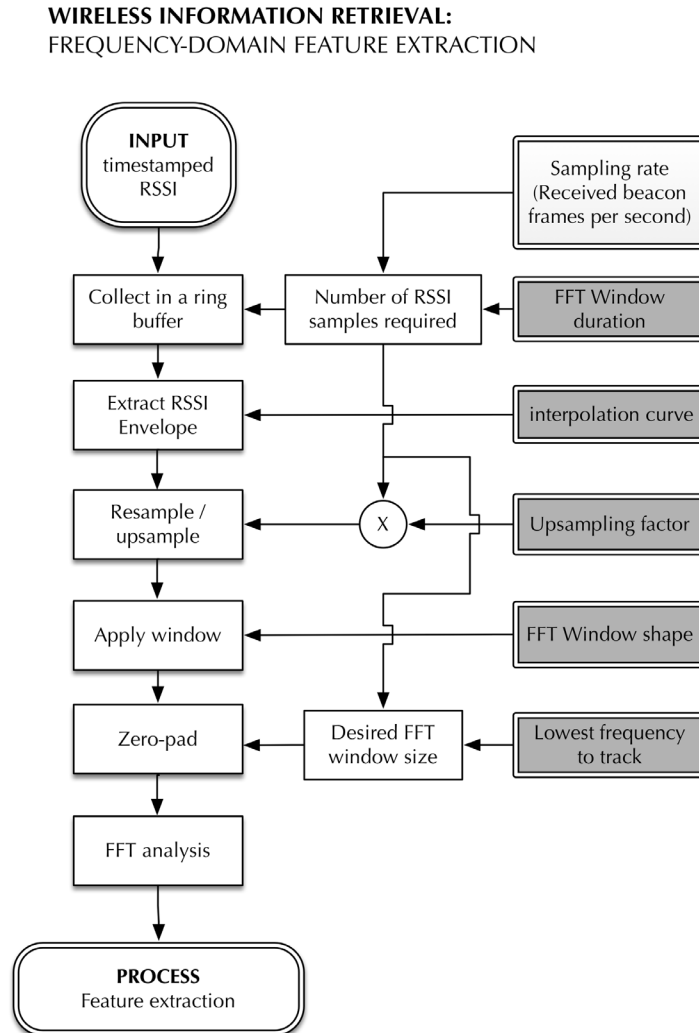 WIRELESS INFORMATION RETRIEVAL:
FREQUENCY-DOMAIN FEATURE EXTRACTION
INPUT
timestamped
RSSI
Sampling rate
(Received beacon
frames per second)
Collect in a ring
buffer
Number of RSSI
samples required
FFT Window
duration
Extract RSSI
Envelope
interpolation curve
Resample /
upsample
X
Upsampling factor
Apply window
FFT Window shape
Zero-pad
Desired FFT
window size
Lowest frequency
to track
FFT analysis
PROCESS
Feature extraction